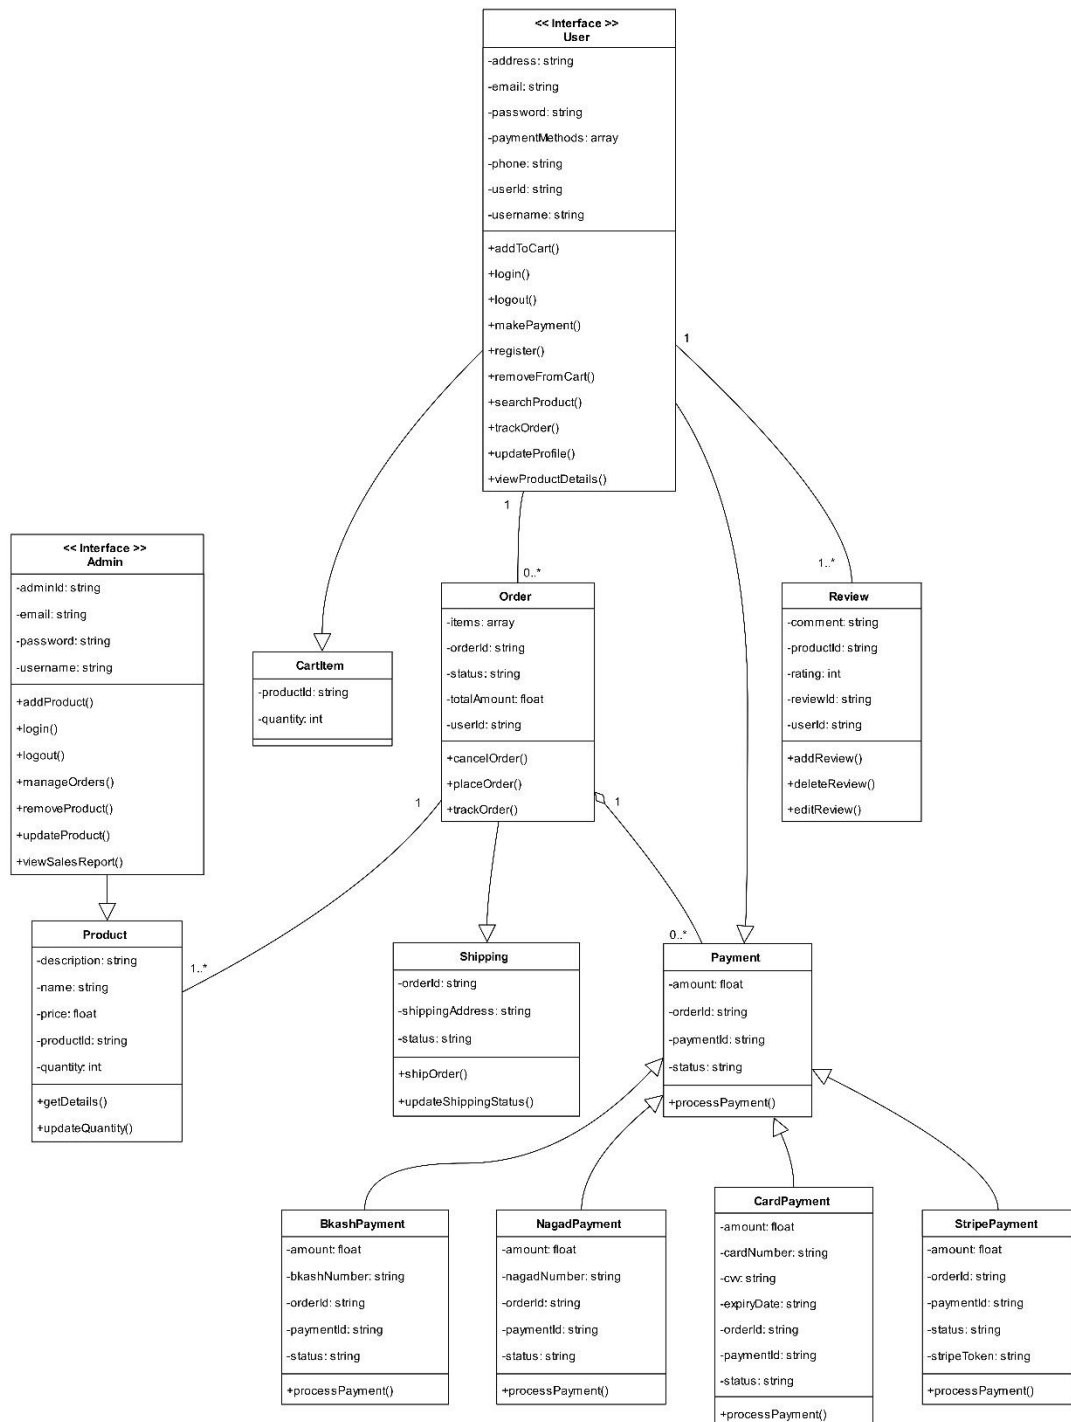 << Interface >>
User
-address: string
-email: string
-password: string
-paymentMethods: array
-phone: string
-userId: string
-username: string
+addToCart()
+login()
+logout()
+makePayment()
+register()
+removeFromCart()
+searchProduct()
+trackOrder()
+updateProfile()
+viewProductDetails()
1
1
0..*
1..*
<< Interface >>
Admin
-adminId: string
-email: string
-password: string
-username: string
+addProduct()
+login()
+logout()
+manageOrders()
+removeProduct()
+updateProduct()
+viewSalesReport()
CartItem
-productId: string
-quantity: int
Order
-items: array
-orderId: string
-status: string
-totalAmount: float
-userId: string
+cancelOrder()
+placeOrder()
+trackOrder()
Review
-comment: string
-productId: string
-rating: int
-reviewId: string
-userId: string
+addReview()
+deleteReview()
+editReview()
1
1
1..*
0..*
Product
-description: string
-name: string
-price: float
-productId: string
-quantity: int
+getDetails()
+updateQuantity()
Shipping
-orderId: string
-shippingAddress: string
-status: string
+shipOrder()
+updateShippingStatus()
Payment
-amount: float
-orderId: string
-paymentId: string
-status: string
+processPayment()
BkashPayment
-amount: float
-bkashNumber: string
-orderId: string
-paymentId: string
-status: string
+processPayment()
NagadPayment
-amount: float
-nagadNumber: string
-orderId: string
-paymentId: string
-status: string
+processPayment()
CardPayment
-amount: float
-cardNumber: string
-cvv: string
-expiryDate: string
-orderId: string
-paymentId: string
-status: string
+processPayment()
StripePayment
-amount: float
-orderId: string
-paymentId: string
-status: string
-stripeToken: string
+processPayment()